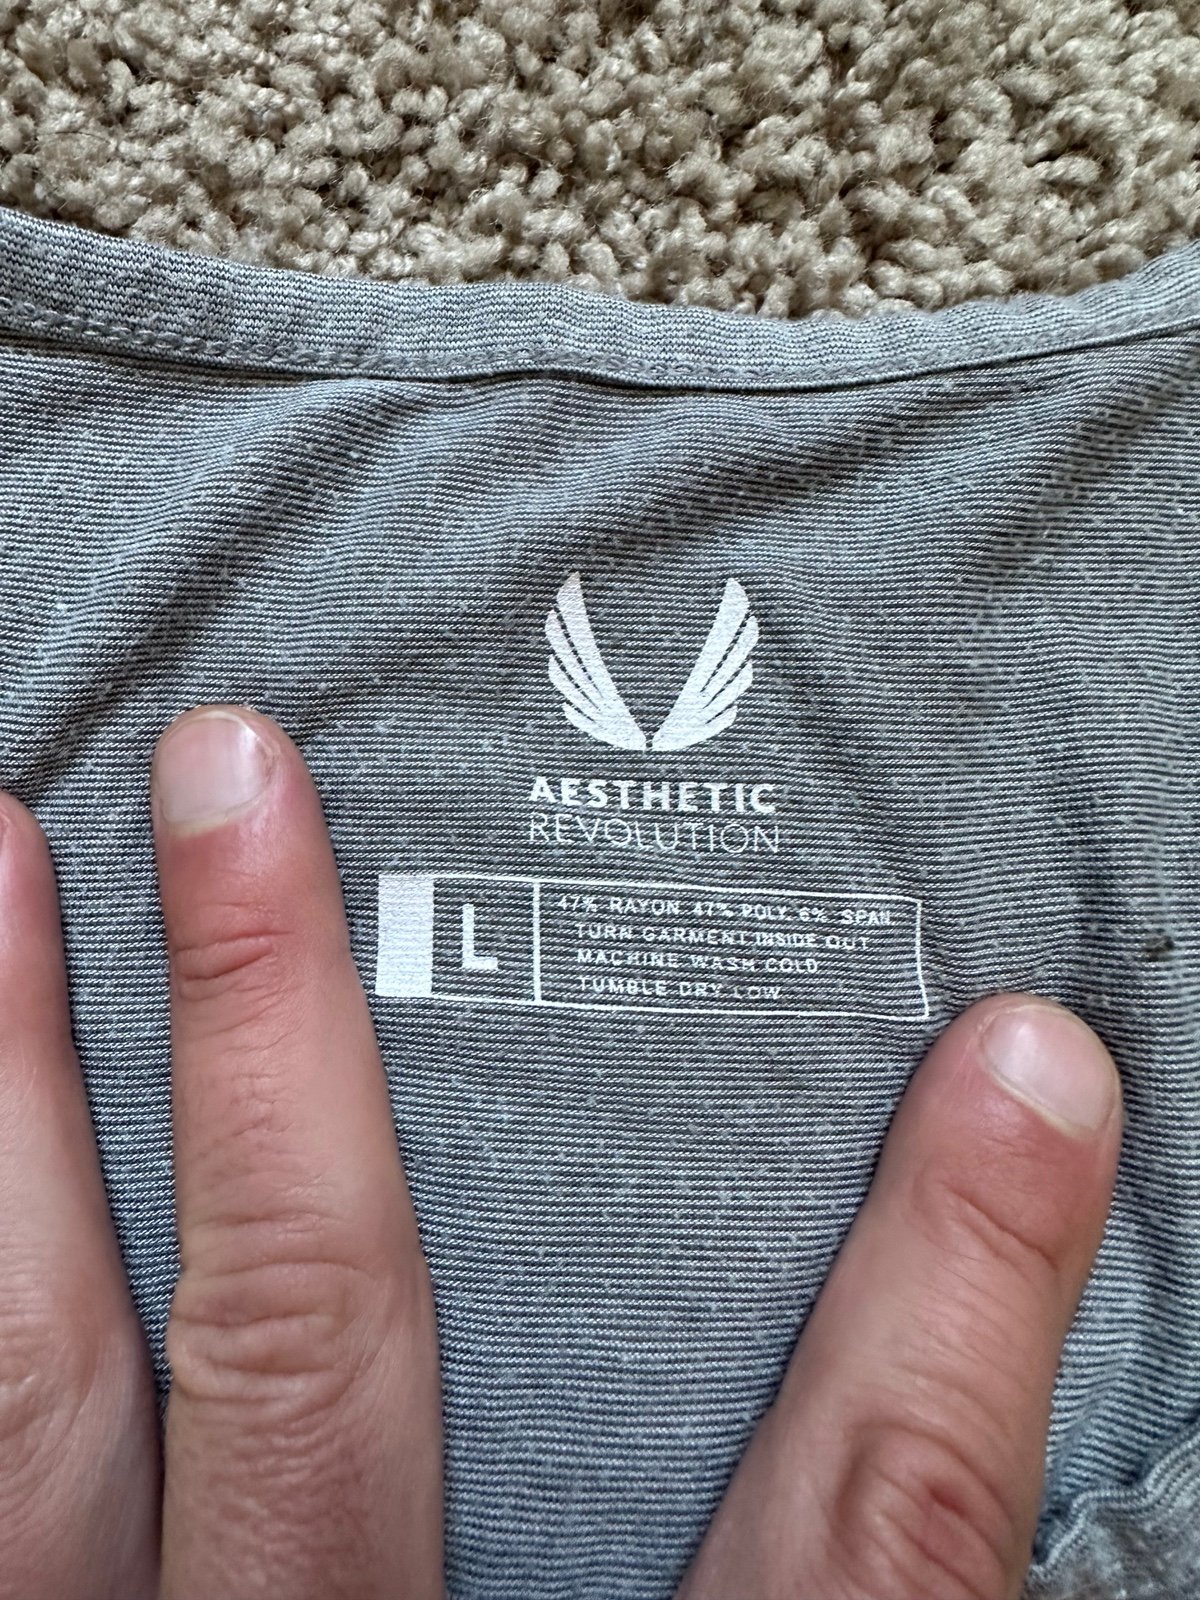 AESTHETIC
REVOLUTION
L
47% RAYON. 47% POLY. 6% SPAN
TURN GARMENT INSIDE OUT
MACHINE WASH COLD
TUMBLE DRY LOW